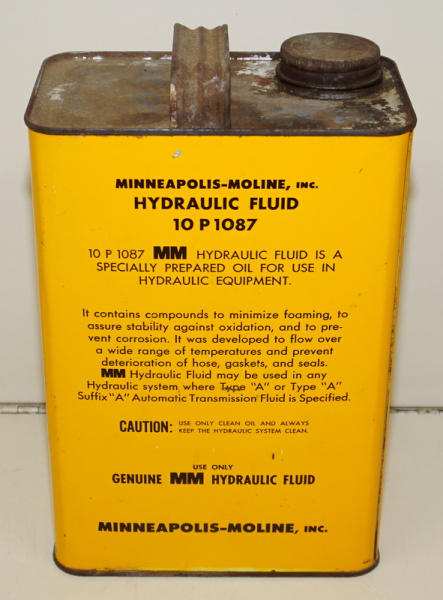 MINNEAPOLIS-MOLINE, INC.
HYDRAULIC FLUID
10 P 1087
10 P 1087 MM HYDRAULIC FLUID IS A
SPECIALLY PREPARED OIL FOR USE IN
HYDRAULIC EQUIPMENT.
It contains compounds to minimize foaming, to
assure stability against oxidation, and to pre-
vent corrosion. It was developed to flow over
a wide range of temperatures and prevent
deterioration of hose, gaskets, and seals.
MM Hydraulic Fluid may be used in any
Hydraulic system where Type "A" or Type "A"
Suffix "A" Automatic Transmission Fluid is Specified.
CAUTION: USE ONLY CLEAN OIL AND ALWAYS
KEEP THE HYDRAULIC SYSTEM CLEAN.
USE ONLY
GENUINE MM HYDRAULIC FLUID
MINNEAPOLIS-MOLINE, INC.